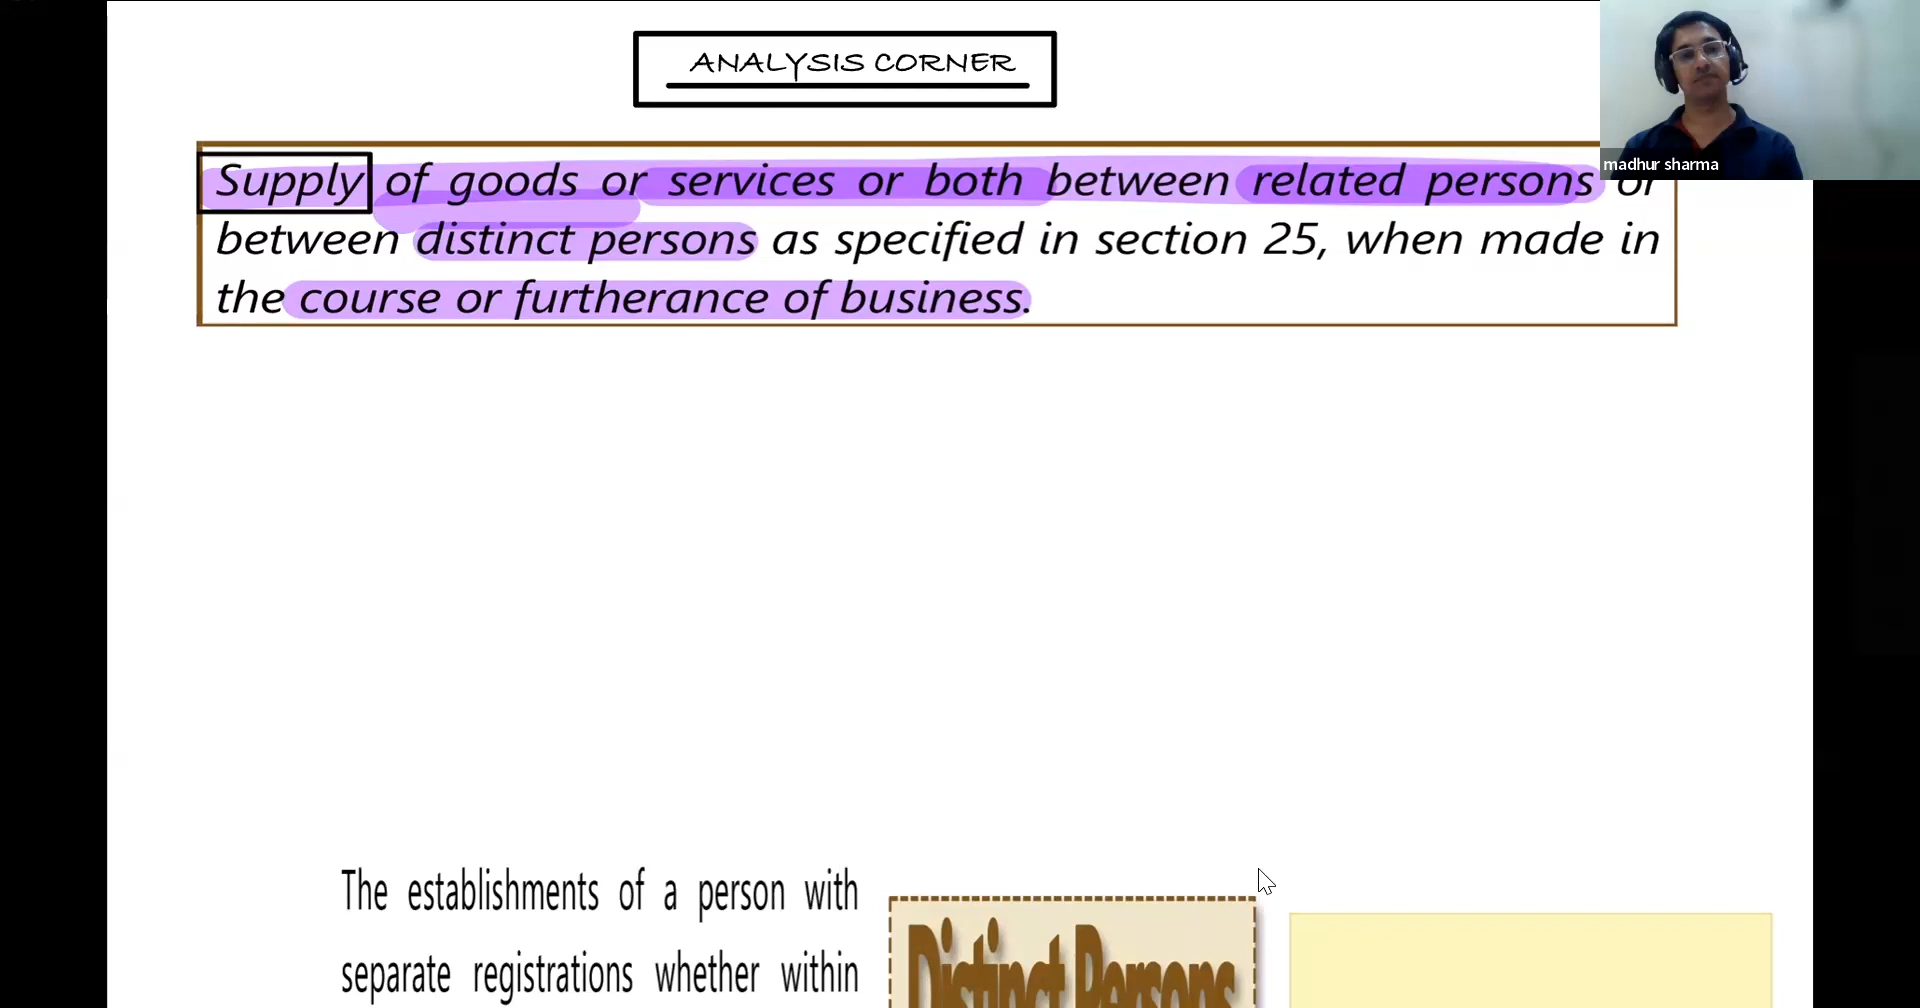 ANALYSIS CORNER
madhur sharma
Supply of goods or services or both between related persons or
between distinct persons as specified in section 25, when made in
the course or furtherance of business.
The establishments of a person with
separate registrations whether within
Distinct Persons